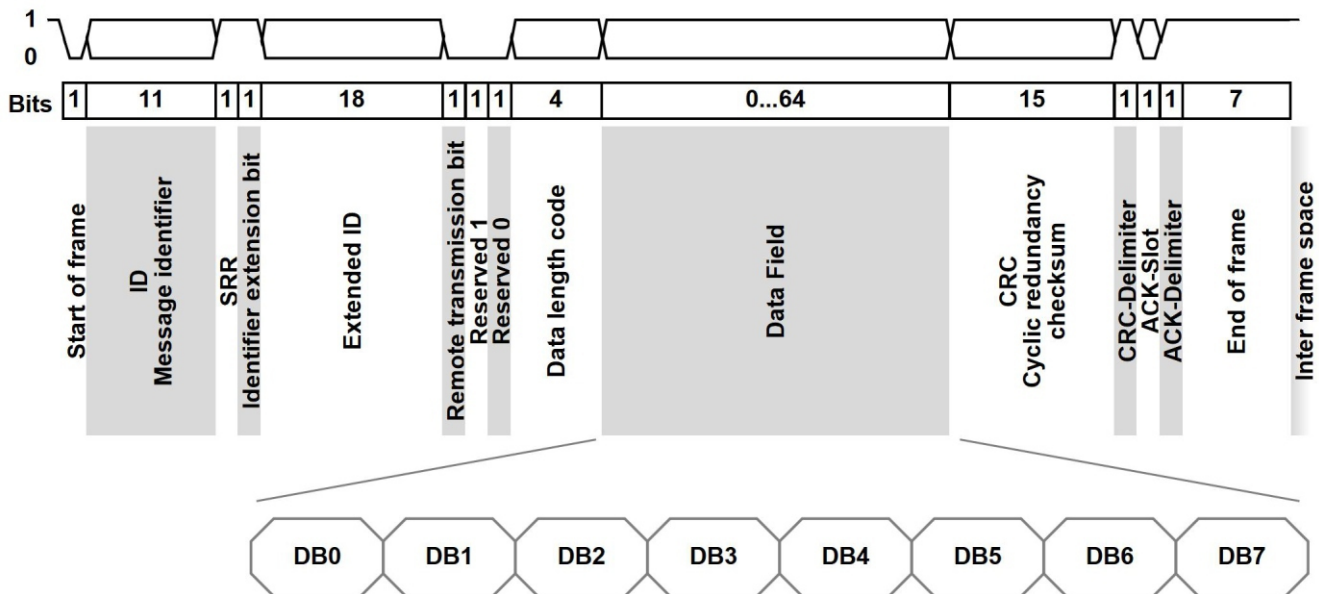 1
0
Bits 1 11 1 1 18 1 1 1 4 0...64 15 1 1 1 7
Start of frame
ID
Message identifier
SRR
Identifier extension bit
Extended ID
Remote transmission bit
Reserved 1
Reserved 0
Data length code
Data Field
CRC
Cyclic redundancy
checksum
CRC-Delimiter
ACK-Slot
ACK-Delimiter
End of frame
Inter frame space
DB0 DB1 DB2 DB3 DB4 DB5 DB6 DB7